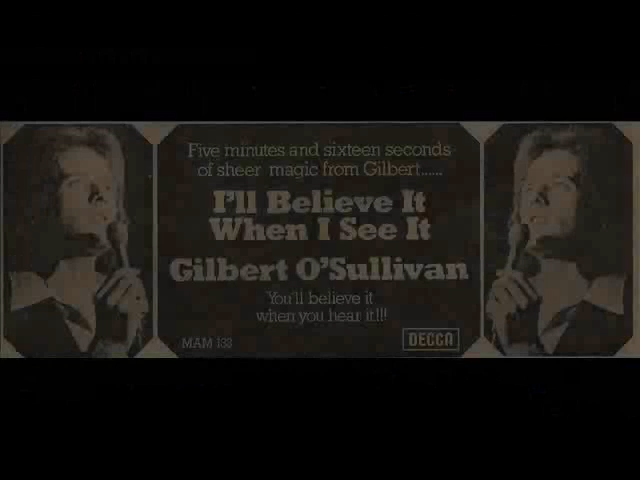 Five minutes and sixteen seconds
of sheer magic from Gilbert......
I'll Believe It
When I See It
Gilbert O'Sullivan
You'll believe it
when you hear it!!!
MAM 133
DECCA